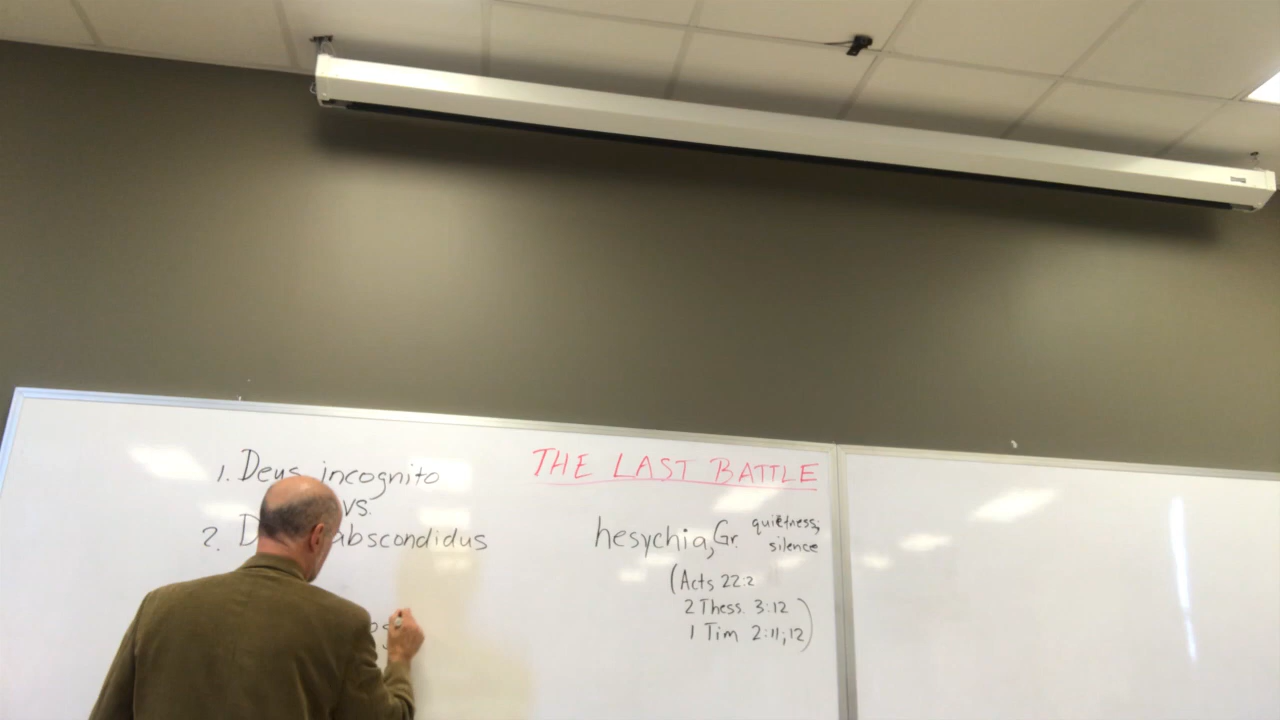 1. Deus incognito
vs.
2. abscondidus
THE LAST BATTLE
hesychia, Gr. quietness;
silence
(Acts 22:2
2 Thess. 3:12
1 Tim 2:11,12)